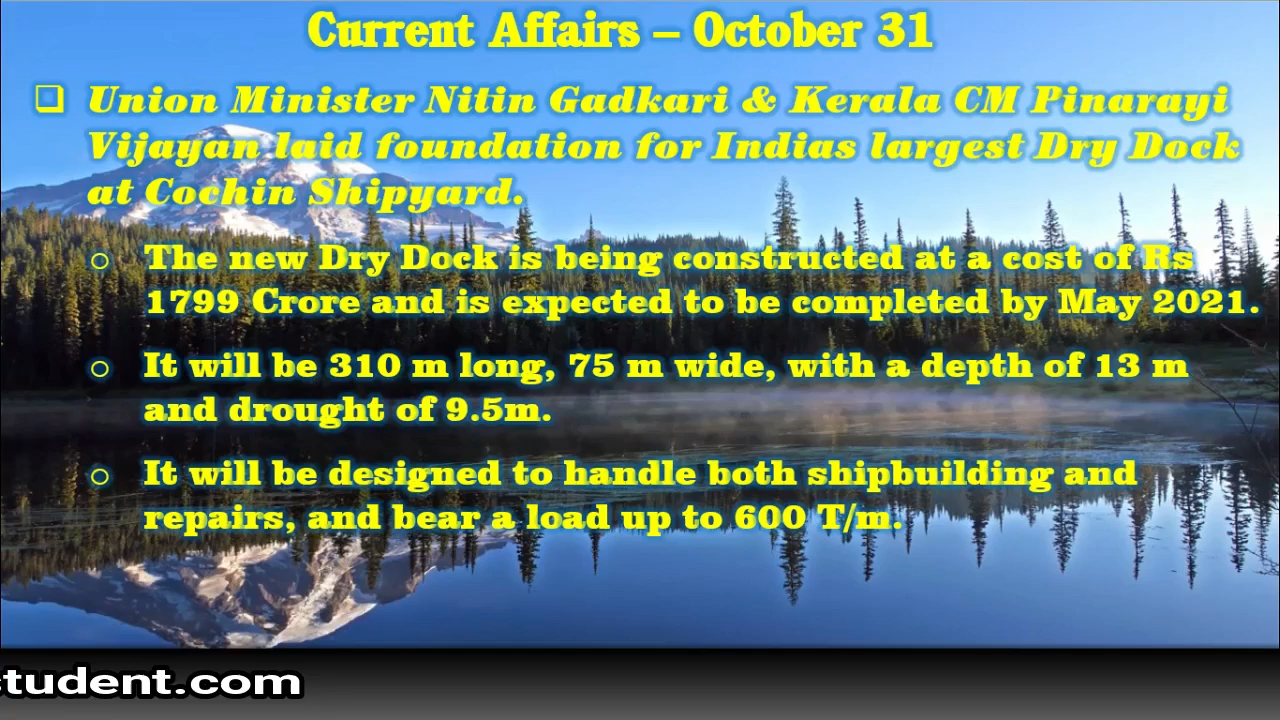 Current Affairs – October 31
❑ Union Minister Nitin Gadkari & Kerala CM Pinarayi
Vijayan laid foundation for Indias largest Dry Dock
at Cochin Shipyard.
○ The new Dry Dock is being constructed at a cost of Rs
1799 Crore and is expected to be completed by May 2021.
○ It will be 310 m long, 75 m wide, with a depth of 13 m
and drought of 9.5m.
○ It will be designed to handle both shipbuilding and
repairs, and bear a load up to 600 T/m.
student.com